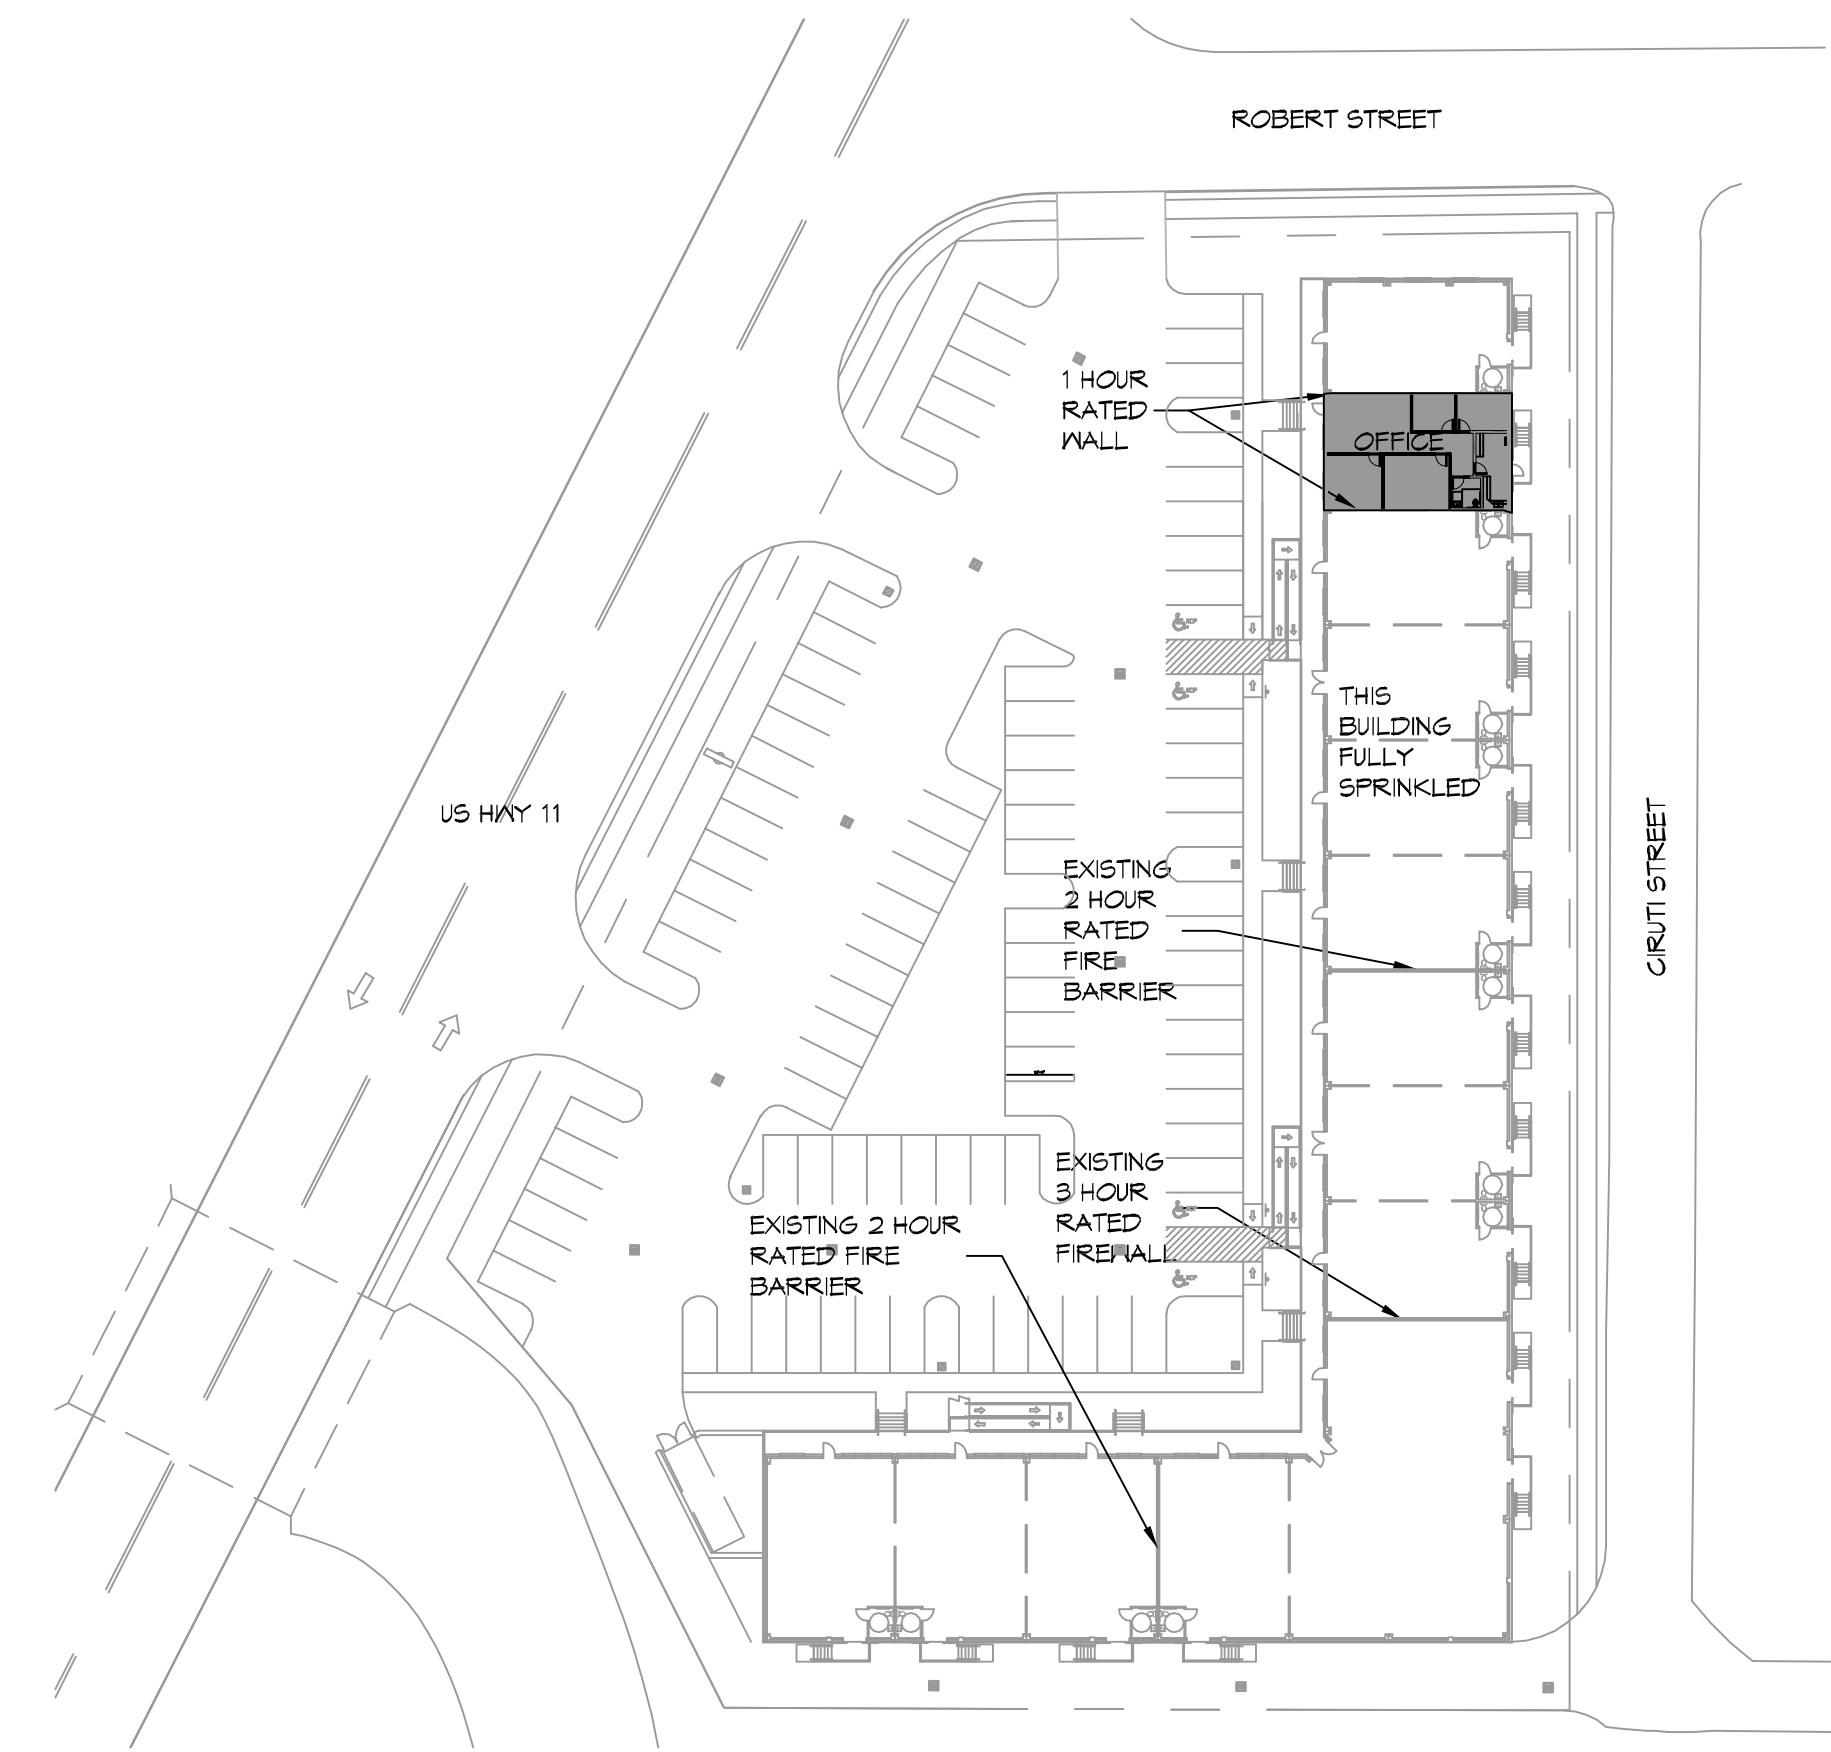 ROBERT STREET
1 HOUR
RATED
WALL
OFFICE
THIS
BUILDING
FULLY
SPRINKLED
US HWY 11
EXISTING
2 HOUR
RATED
FIRE
BARRIER
CIRUTI STREET
EXISTING
3 HOUR
RATED
FIREWALL
EXISTING 2 HOUR
RATED FIRE
BARRIER